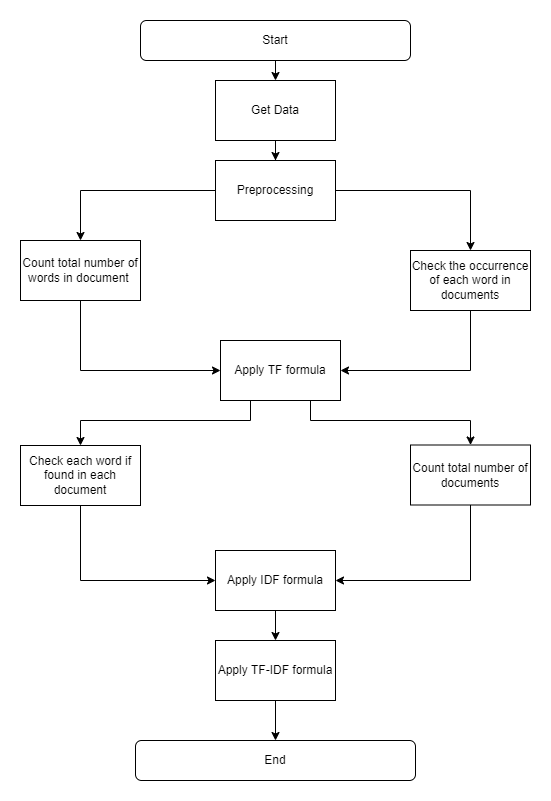 Start
Get Data
Preprocessing
Count total number of
words in document
Check the occurrence
of each word in
documents
Apply TF formula
Check each word if
found in each
document
Count total number of
documents
Apply IDF formula
Apply TF-IDF formula
End